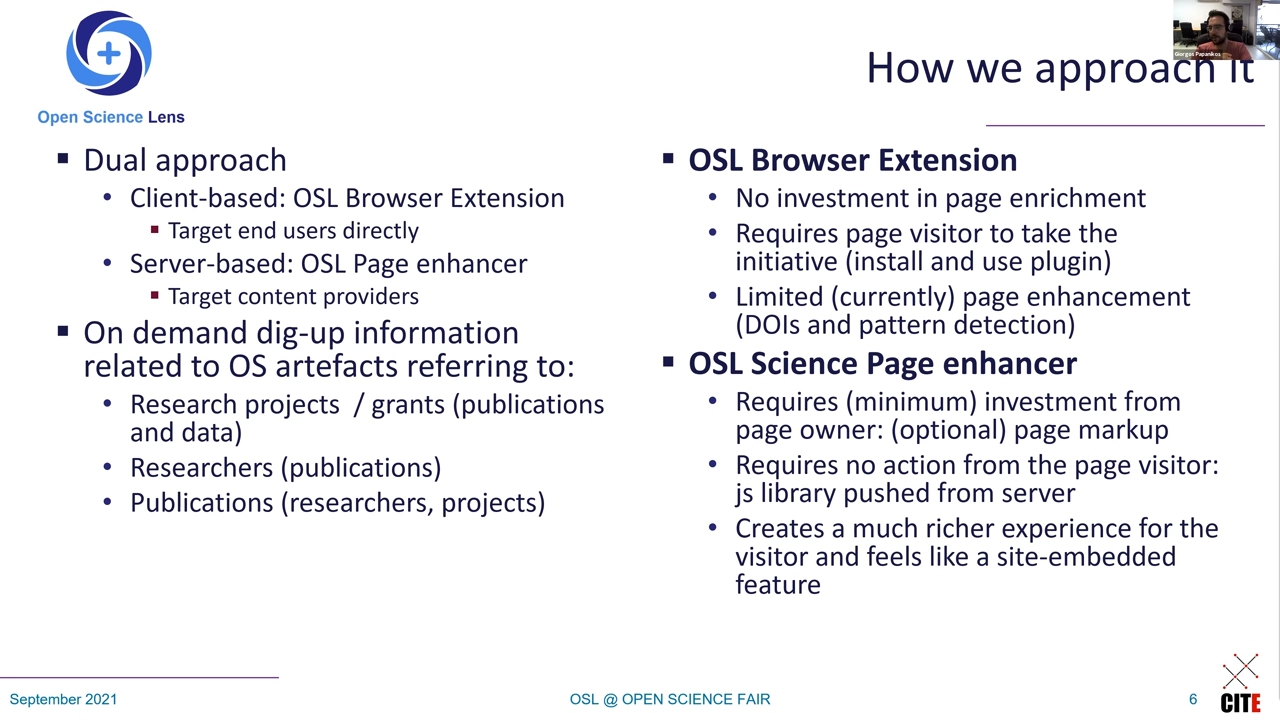 Open Science Lens
How we approach it
Giorgos Papanikos
▪ Dual approach
• Client-based: OSL Browser Extension
▪ Target end users directly
• Server-based: OSL Page enhancer
▪ Target content providers
▪ On demand dig-up information
related to OS artefacts referring to:
• Research projects / grants (publications
and data)
• Researchers (publications)
• Publications (researchers, projects)
▪ OSL Browser Extension
• No investment in page enrichment
• Requires page visitor to take the
initiative (install and use plugin)
• Limited (currently) page enhancement
(DOIs and pattern detection)
▪ OSL Science Page enhancer
• Requires (minimum) investment from
page owner: (optional) page markup
• Requires no action from the page visitor:
js library pushed from server
• Creates a much richer experience for the
visitor and feels like a site-embedded
feature
September 2021
OSL @ OPEN SCIENCE FAIR
6
CITE